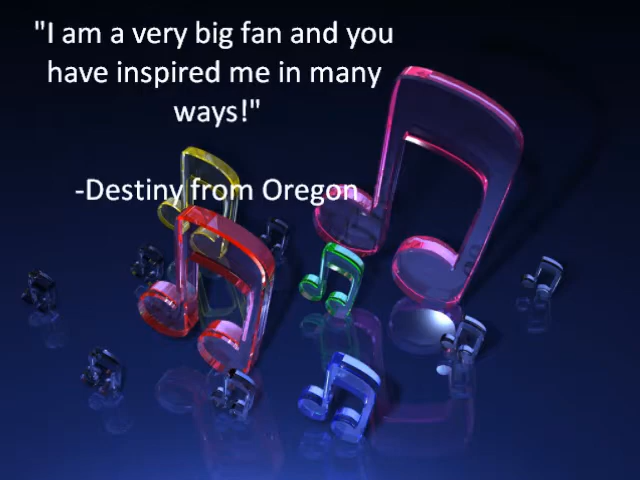 "I am a very big fan and you
have inspired me in many
ways!"
-Destiny from Oregon